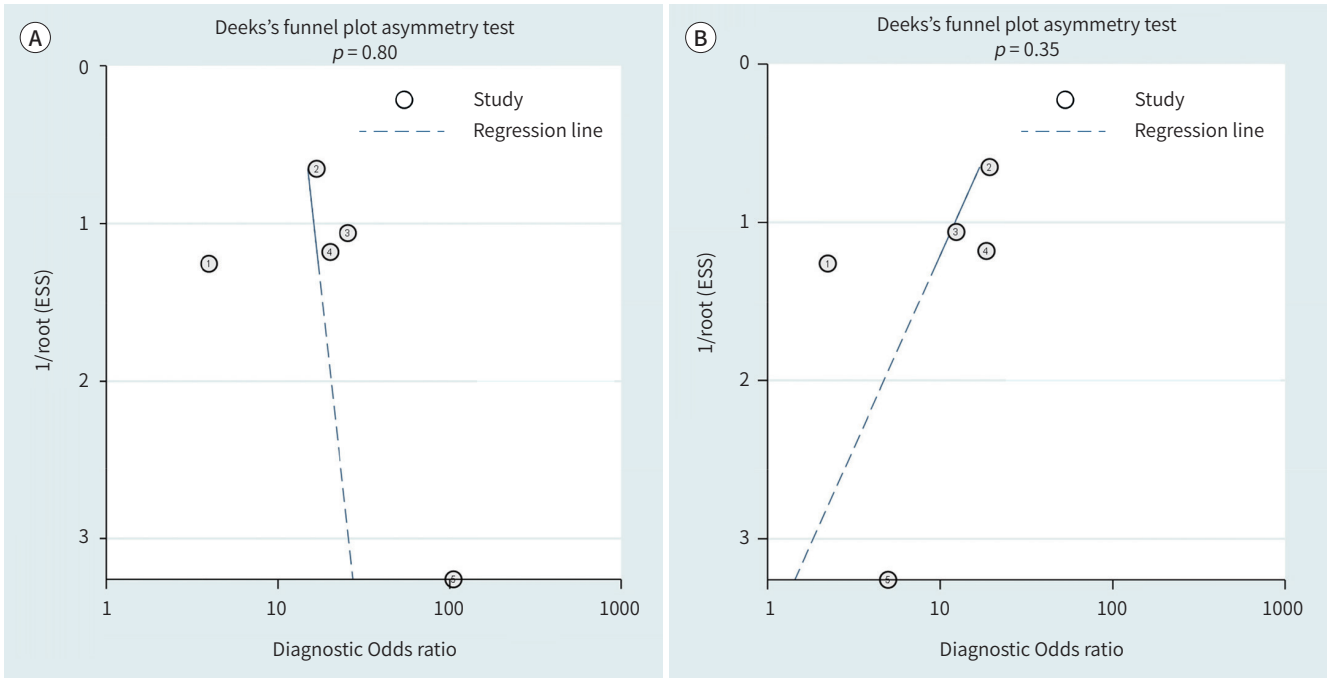 A
Deeks's funnel plot asymmetry test
p = 0.80
0
Study
Regression line
2
1
3
4
1
1/root (ESS)
2
3
5
1
10
100
1000
Diagnostic Odds ratio
B
Deeks's funnel plot asymmetry test
p = 0.35
0
Study
Regression line
2
1
3
4
1
1/root (ESS)
2
3
5
1
10
100
1000
Diagnostic Odds ratio